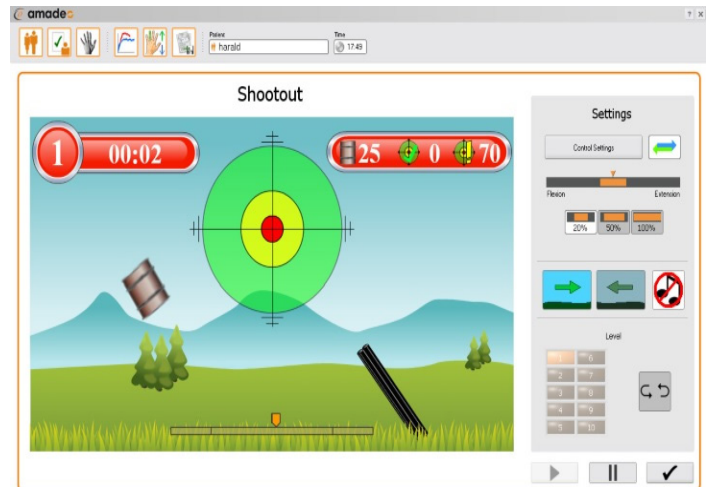 amadeo
? x
Patient Time
harald 17:49
Shootout
1 00:02 25 0 70
Settings
Control Settings
Flexion Extension
20% 50% 100%
Level
1 6
2 7
3 8
4 9
5 10